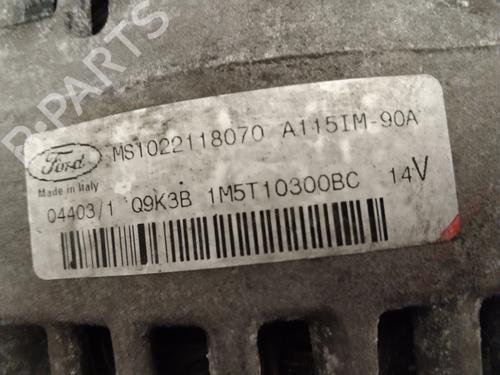 B-PARTS
Ford
MS1022118070 A115IM-90A
Made in Italy
04403/1 Q9K3B 1M5T10300BC 14V